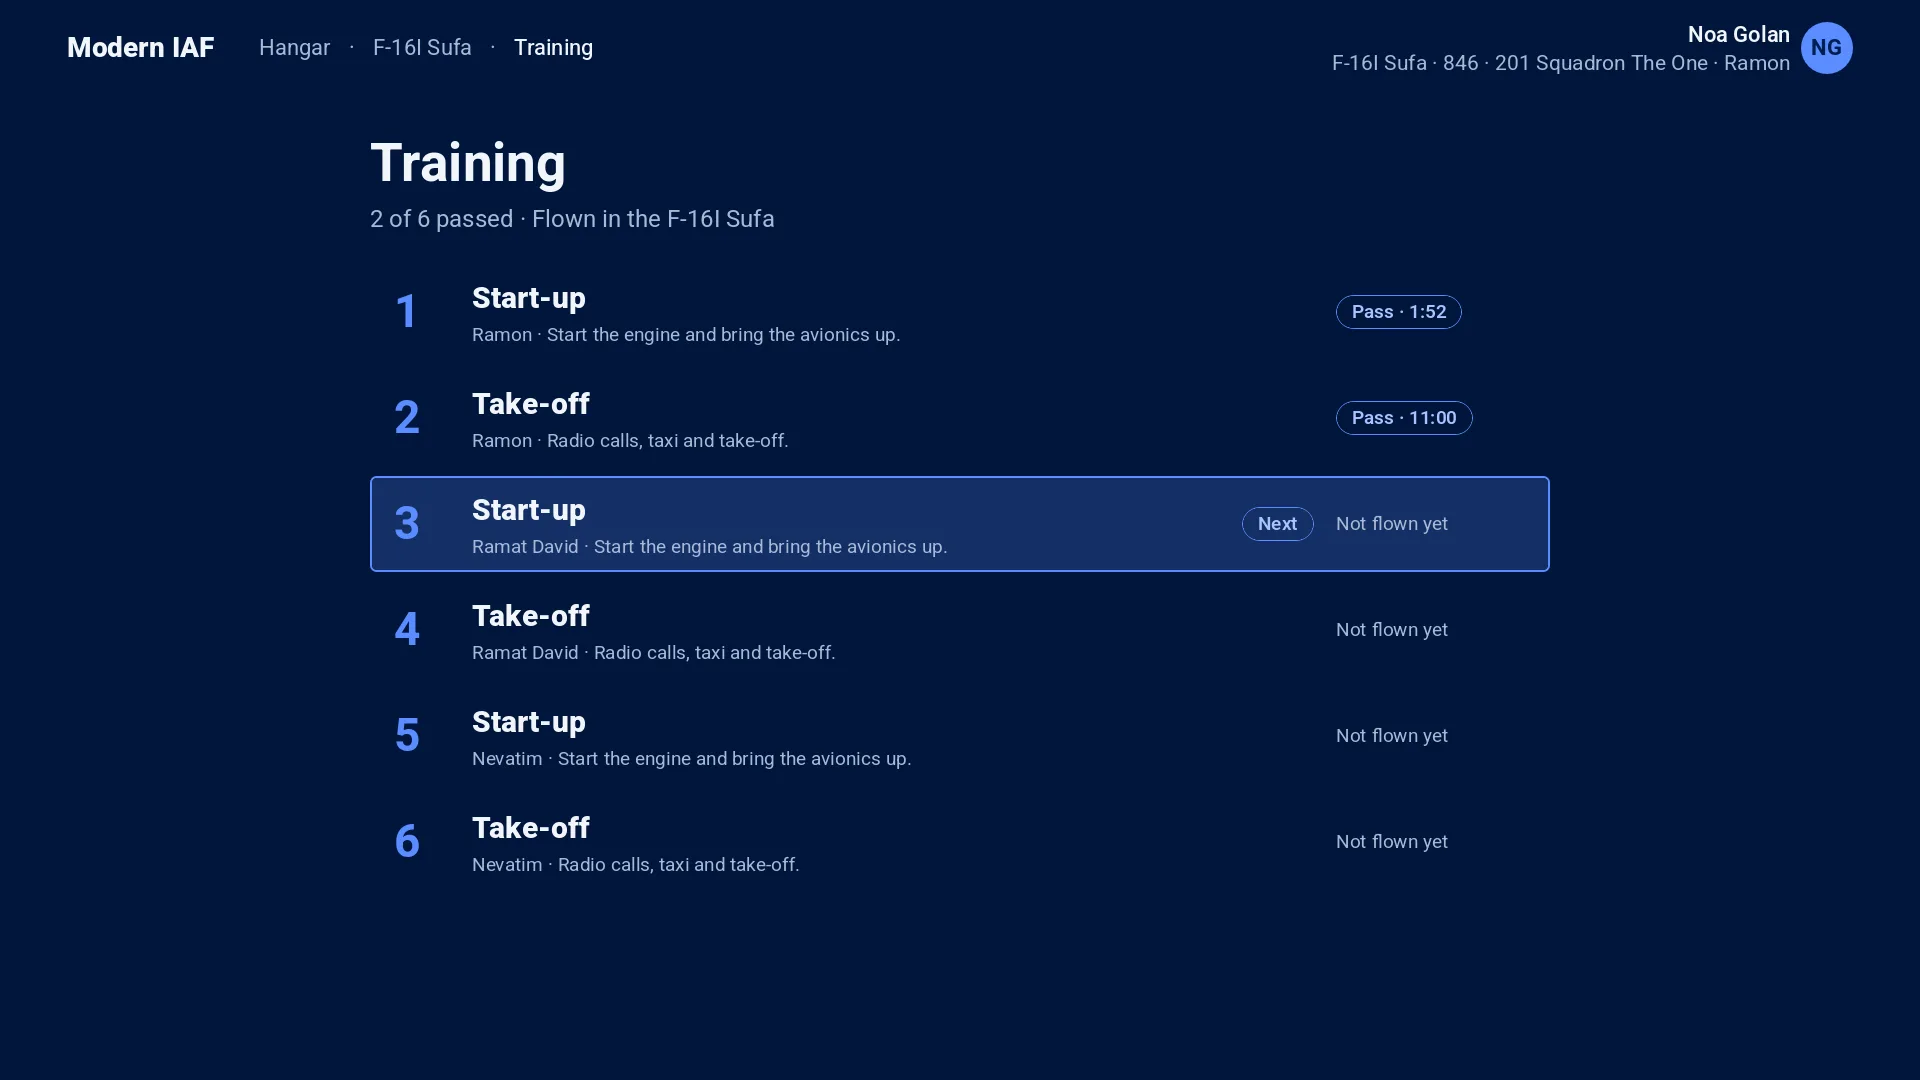 Modern IAF Hangar · F-16I Sufa · Training
Noa Golan
F-16I Sufa · 846 · 201 Squadron The One · Ramon
NG
Training
2 of 6 passed · Flown in the F-16I Sufa
1 Start-up
Ramon · Start the engine and bring the avionics up.
Pass · 1:52
2 Take-off
Ramon · Radio calls, taxi and take-off.
Pass · 11:00
3 Start-up
Ramat David · Start the engine and bring the avionics up.
Next Not flown yet
4 Take-off
Ramat David · Radio calls, taxi and take-off.
Not flown yet
5 Start-up
Nevatim · Start the engine and bring the avionics up.
Not flown yet
6 Take-off
Nevatim · Radio calls, taxi and take-off.
Not flown yet